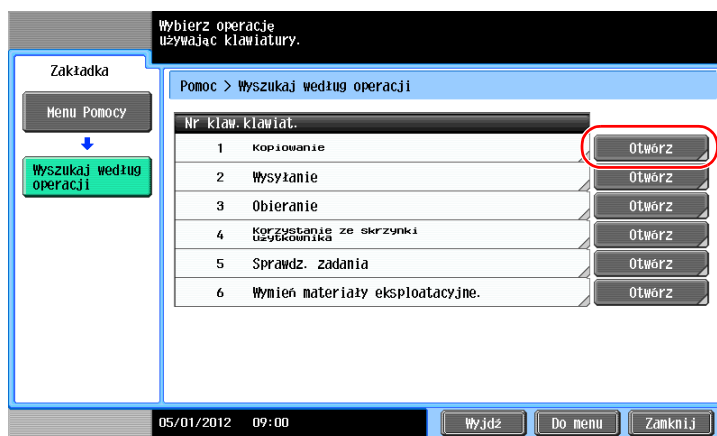 Wybierz operację
używając klawiatury.
Zakładka
Menu Pomocy
Wyszukaj według
operacji
Pomoc > Wyszukaj według operacji
Nr klaw.klawiat.
1 Kopiowanie Otwórz
2 Wysyłanie Otwórz
3 Obieranie Otwórz
4 Korzystanie ze skrzynki
użytkownika Otwórz
5 Sprawdz. zadania Otwórz
6 Wymień materiały eksploatacyjne. Otwórz
05/01/2012 09:00 Wyjdź Do menu Zamknij